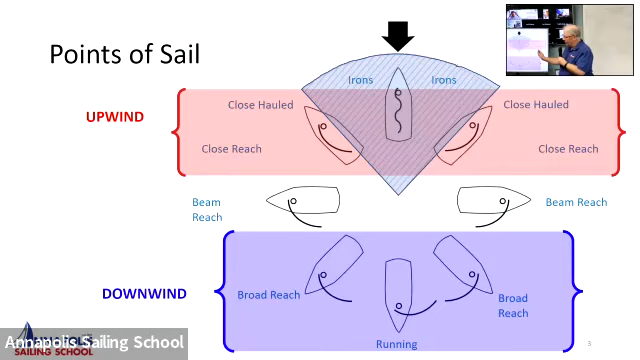 Points of Sail
Irons
Irons
UPWIND
Close Hauled
Close Hauled
Close Reach
Close Reach
Beam
Reach
Beam Reach
DOWNWIND
Broad Reach
Broad
Reach
Running
Annapolis Sailing School
SAILING SCHOOL
3